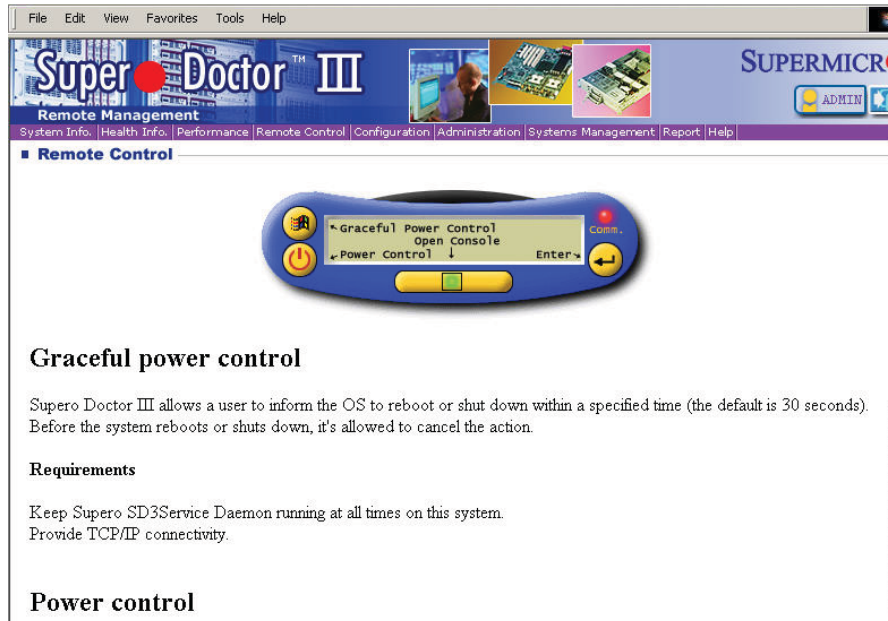 File Edit View Favorites Tools Help
Super Doctor™ III
SUPERMICR
Remote Management
ADMIN
System Info. Health Info. Performance Remote Control Configuration Administration Systems Management Report Help
Remote Control
Graceful Power Control
Open Console
Power Control ↓ Enter
Comm.
Graceful power control
Supero Doctor III allows a user to inform the OS to reboot or shut down within a specified time (the default is 30 seconds).
Before the system reboots or shuts down, it's allowed to cancel the action.
Requirements
Keep Supero SD3Service Daemon running at all times on this system.
Provide TCP/IP connectivity.
Power control